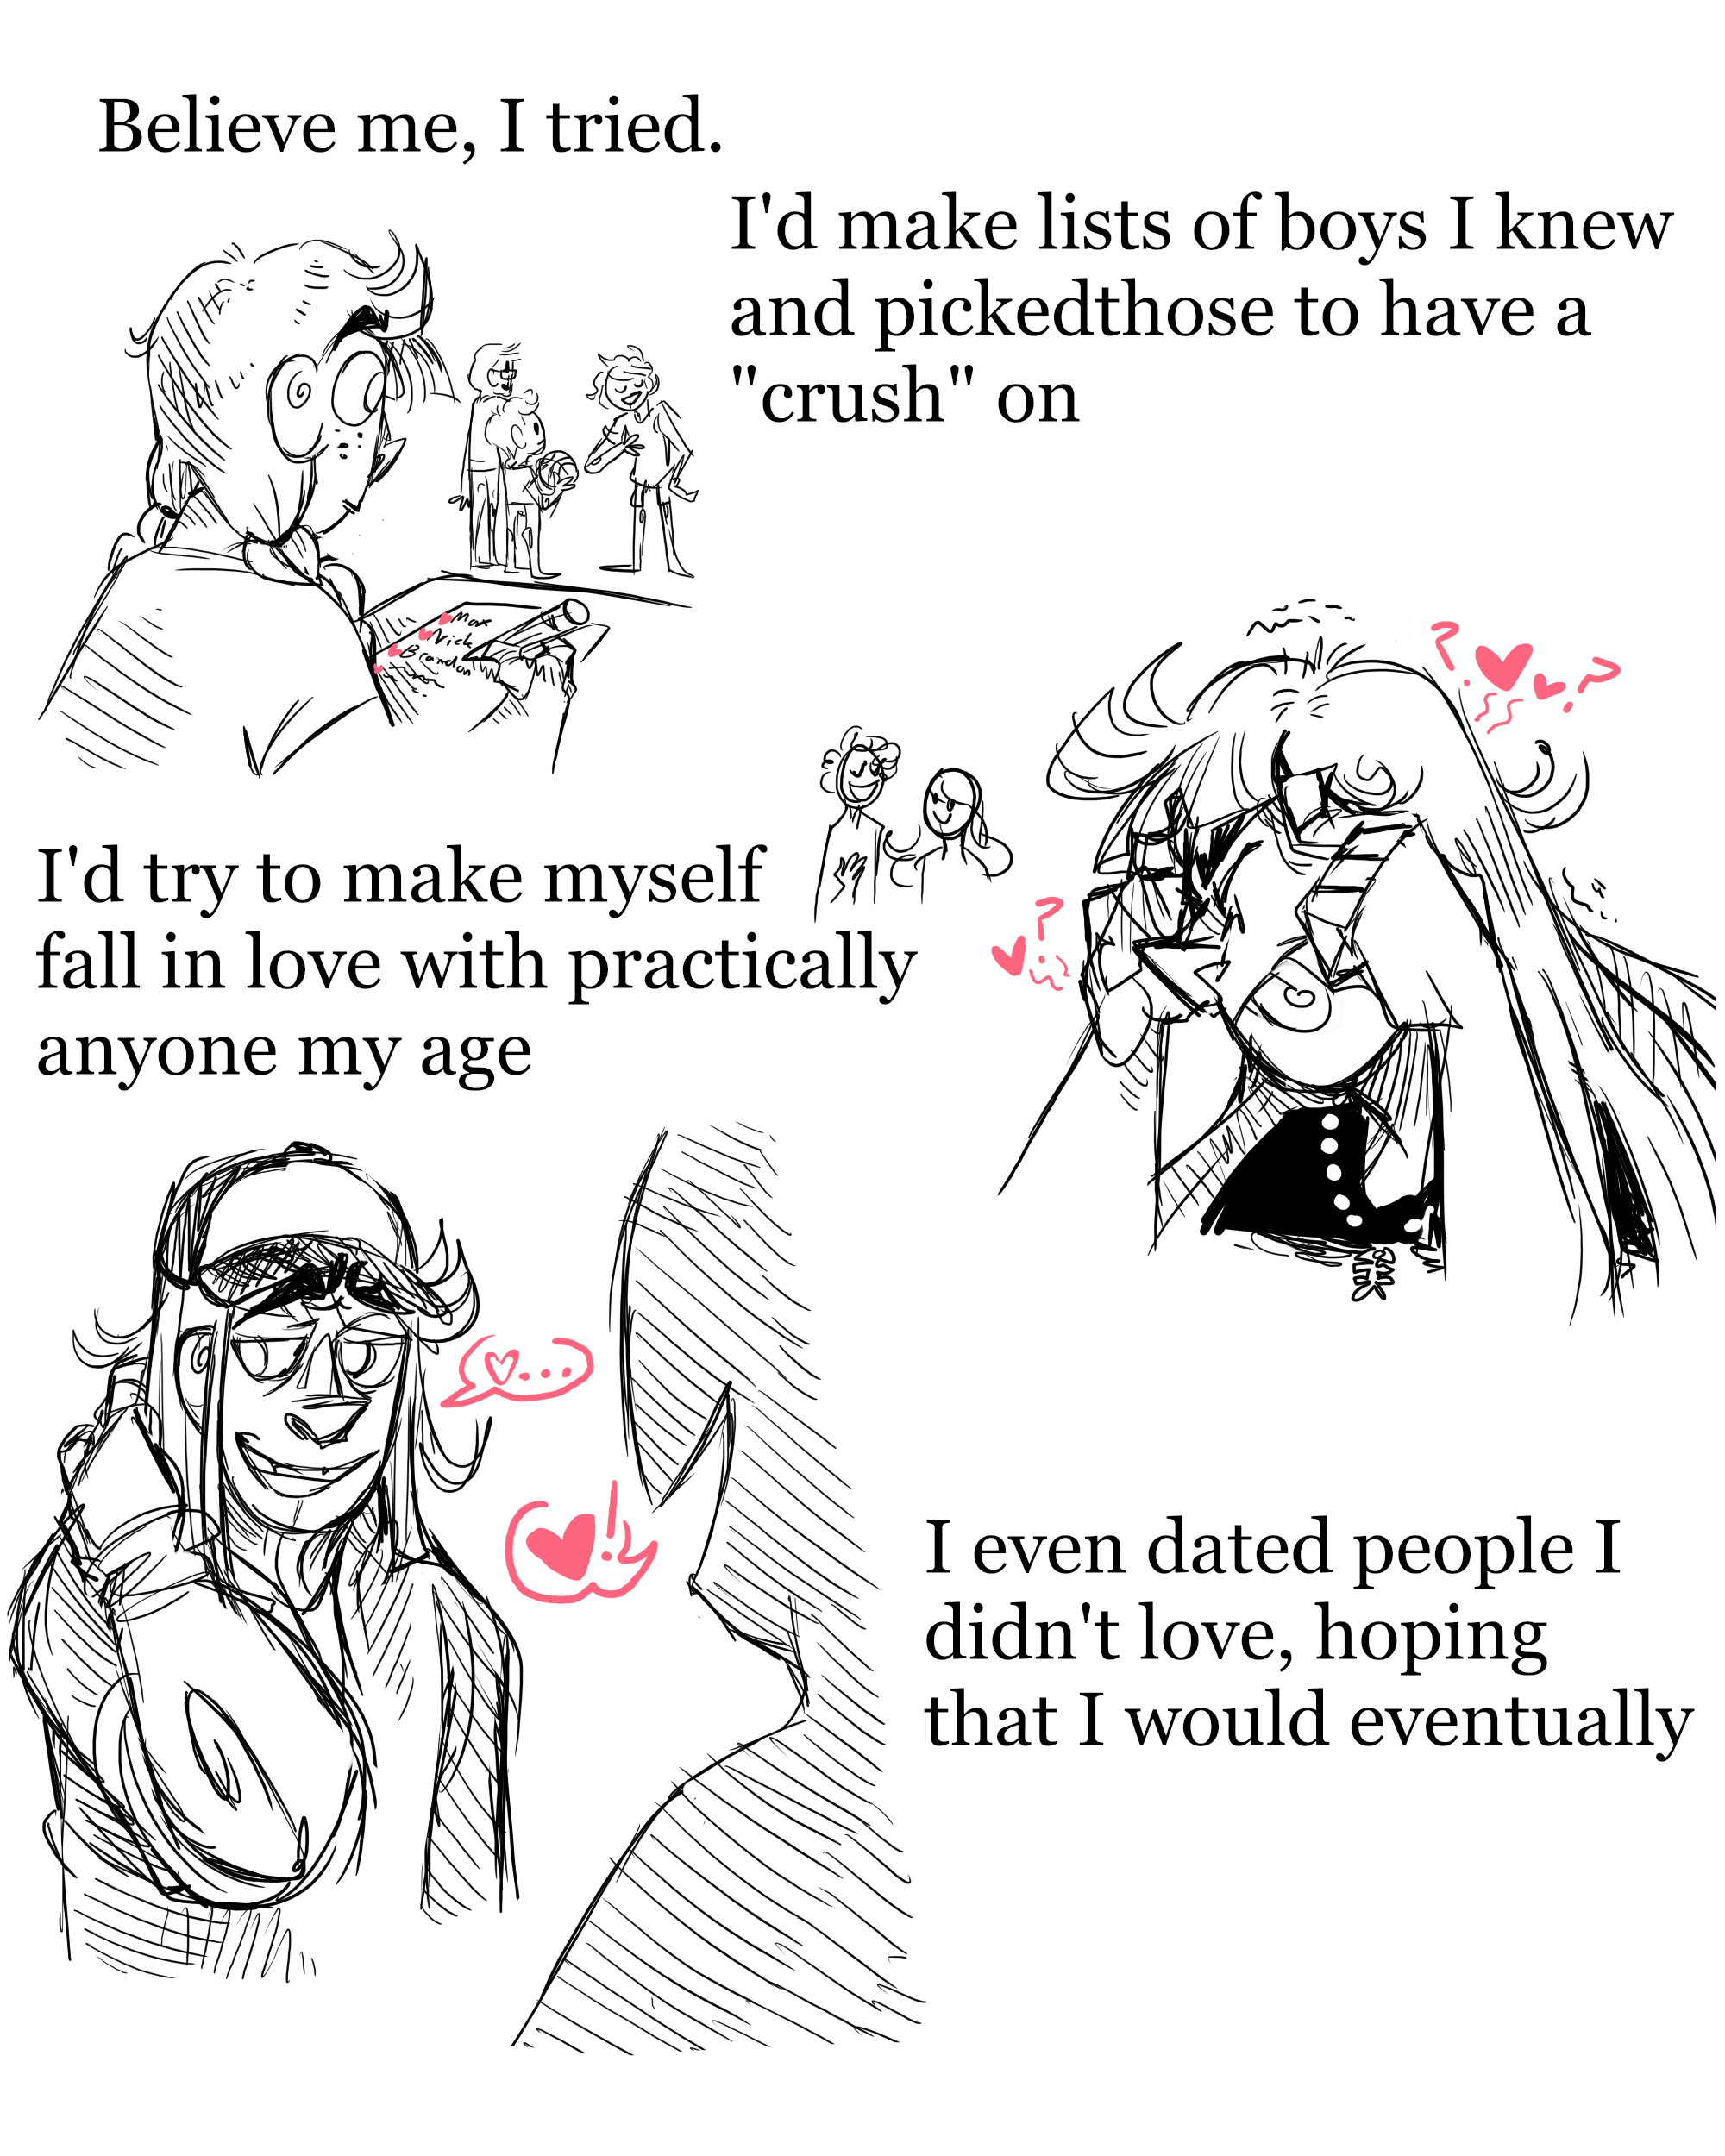 Believe me, I tried.
I'd make lists of boys I knew
and pickedthose to have a
"crush" on
Max
Nick
Brandon
I'd try to make myself
fall in love with practically
anyone my age
I even dated people I
didn't love, hoping
that I would eventually